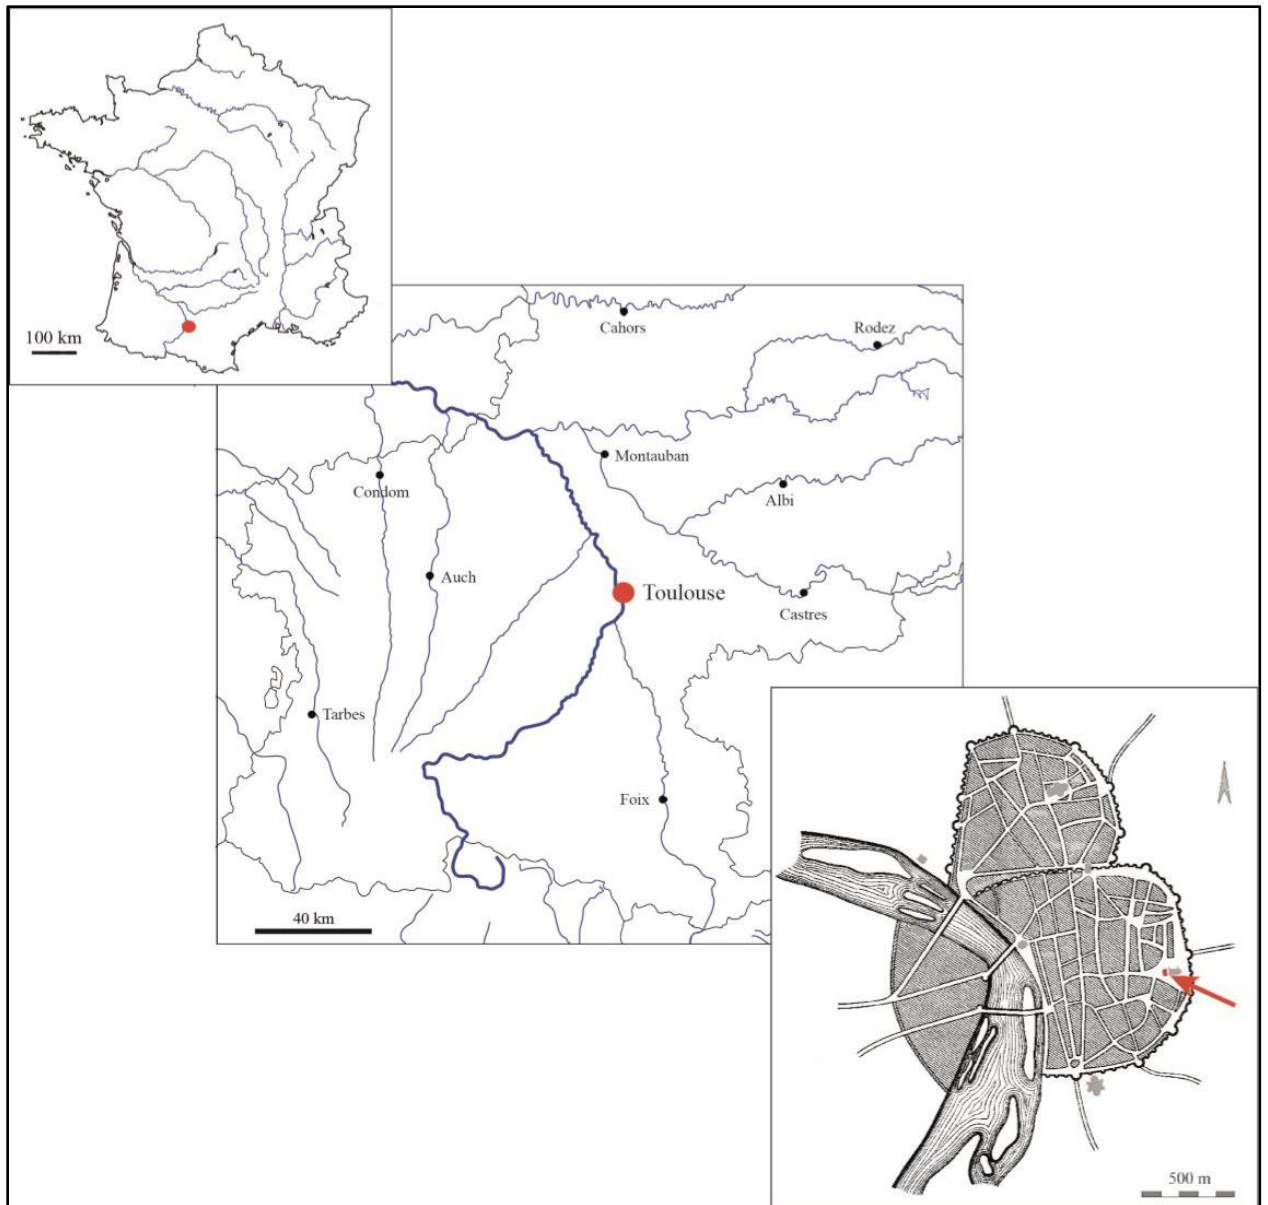 100 km
Cahors
Rodez
Montauban
Condom
Albi
Auch
Toulouse
Castres
Tarbes
Foix
40 km
500 m